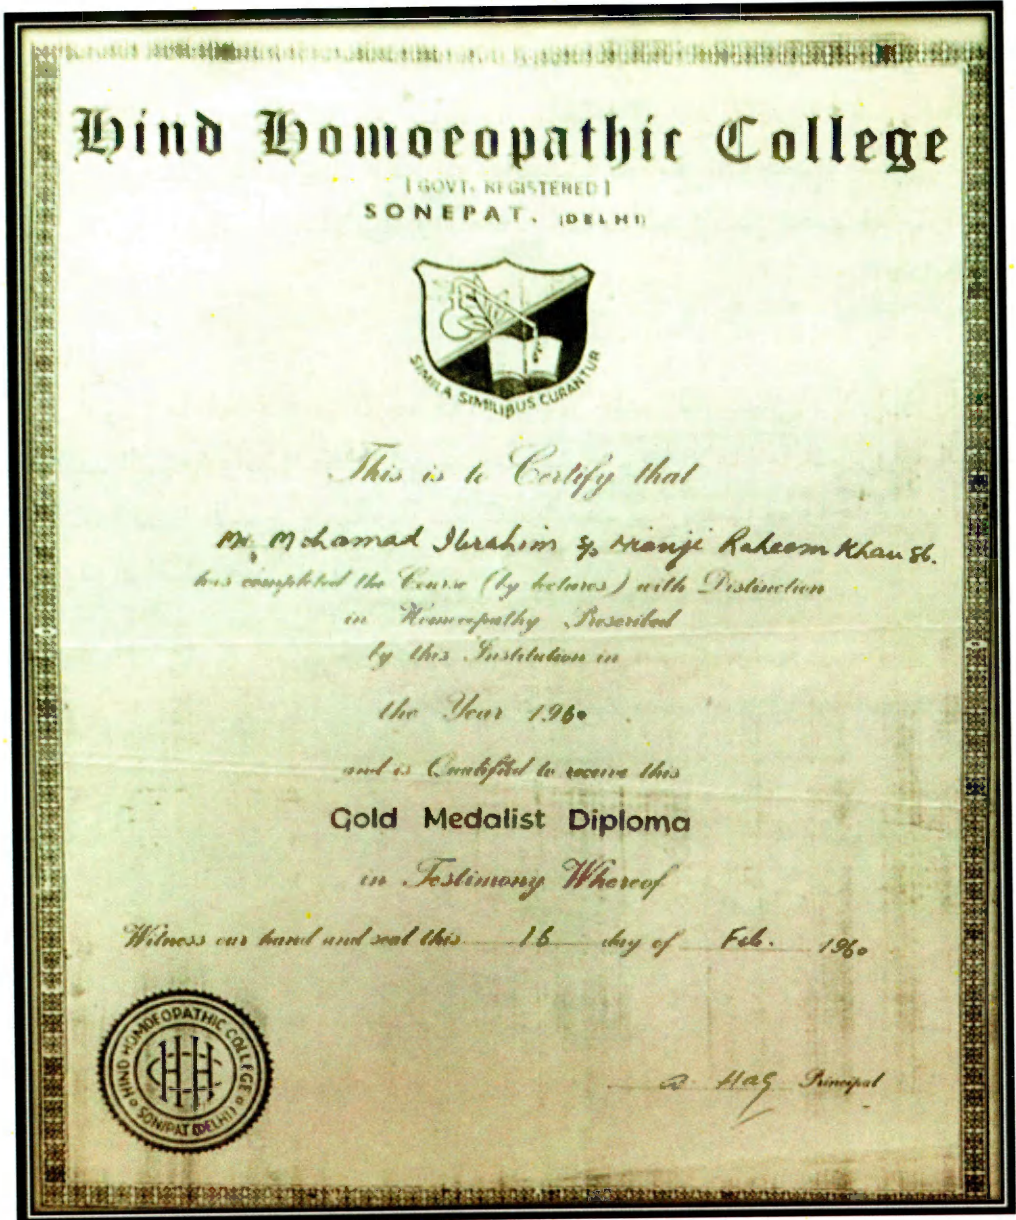 Hind Homoeopathic College
[GOVT. REGISTERED]
SONEPAT. (DELHI)
SIMILA SIMILIBUS CURANTUR
This is to Certify that
Mr. Mohamad Ibrahim s/o Mianji Raheem Khan sb.
has completed the Course (by lectures) with Distinction
in Homoeopathy Prescribed
by this Institution in
the Year 1960
and is Qualified to receive this
Gold Medalist Diploma
in Testimony Whereof
Witness our hand and seal this 16 day of Feb. 1960
HIND HOMOEOPATHIC COLLEGE
SONIPAT (DELHI)
HHC
Principal